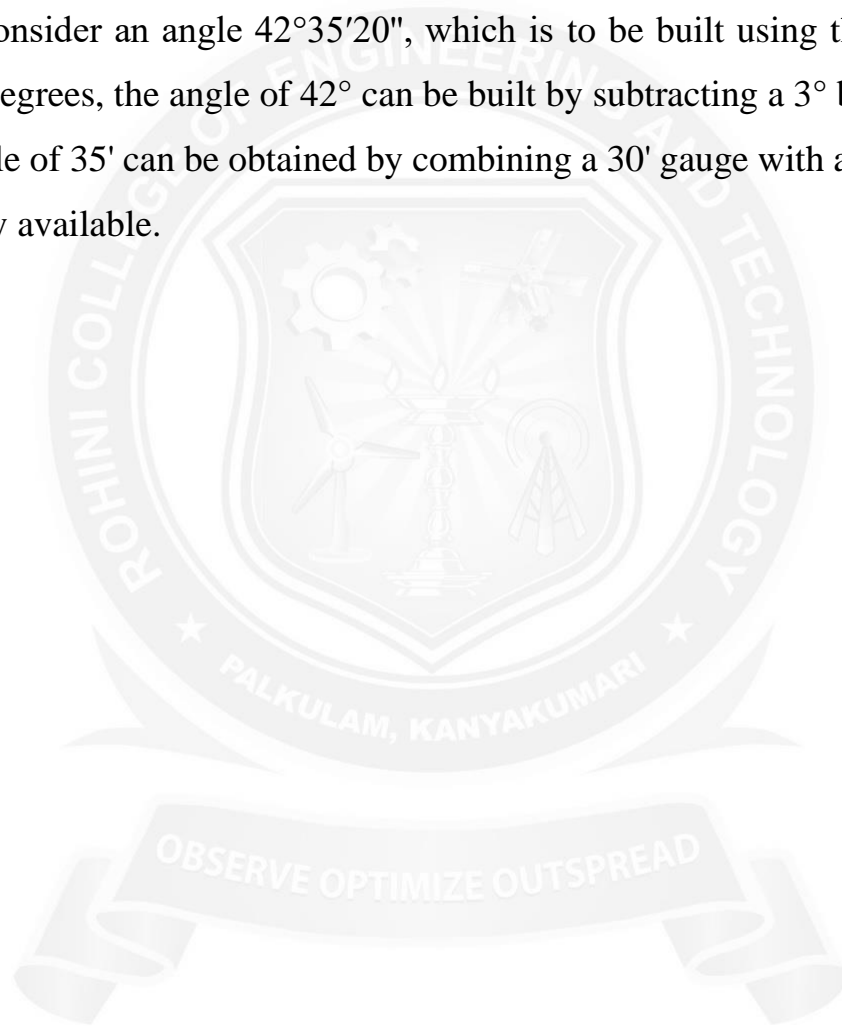 onsider an angle 42°35′20", which is to be built using t
egrees, the angle of 42° can be built by subtracting a 3° b
le of 35' can be obtained by combining a 30' gauge with a
available.
ROHINI COLLEGE OF ENGINEERING AND TECHNOLOGY
PALKULAM, KANYAKUMARI
OBSERVE OPTIMIZE OUTSPREAD